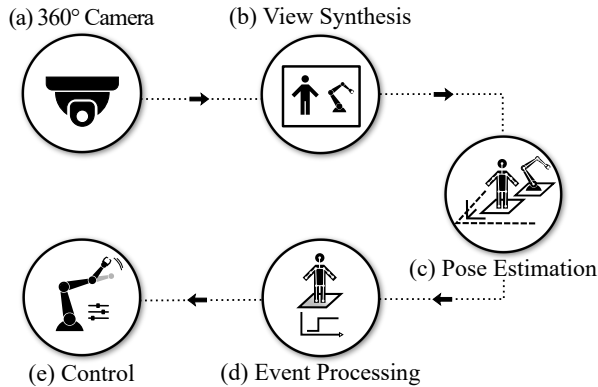 (a) 360° Camera
(b) View Synthesis
(c) Pose Estimation
(e) Control
(d) Event Processing